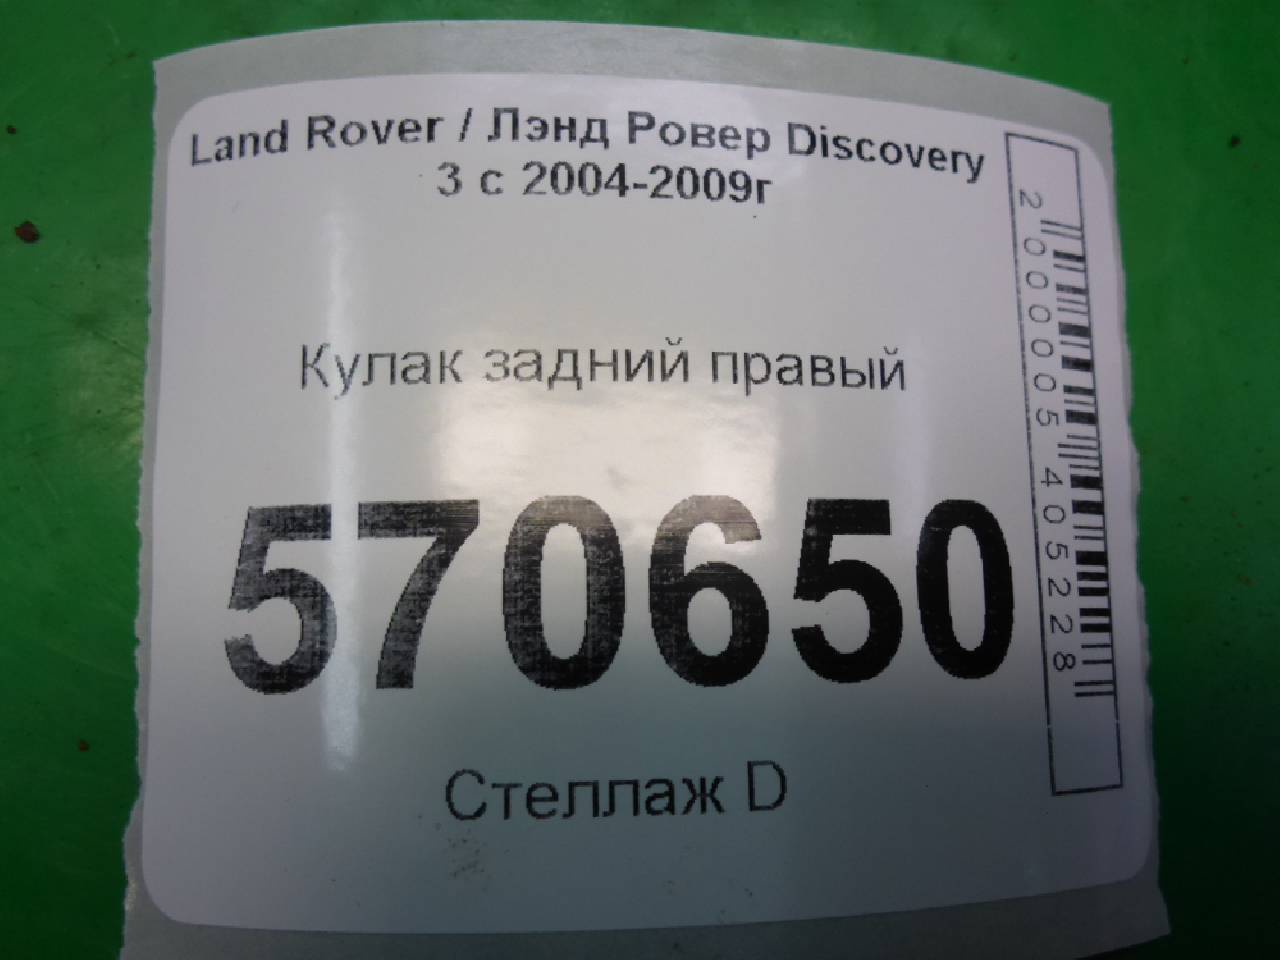 Land Rover / Лэнд Ровер Discovery
3 с 2004-2009г
Кулак задний правый
570650
Стеллаж D
2000005405228